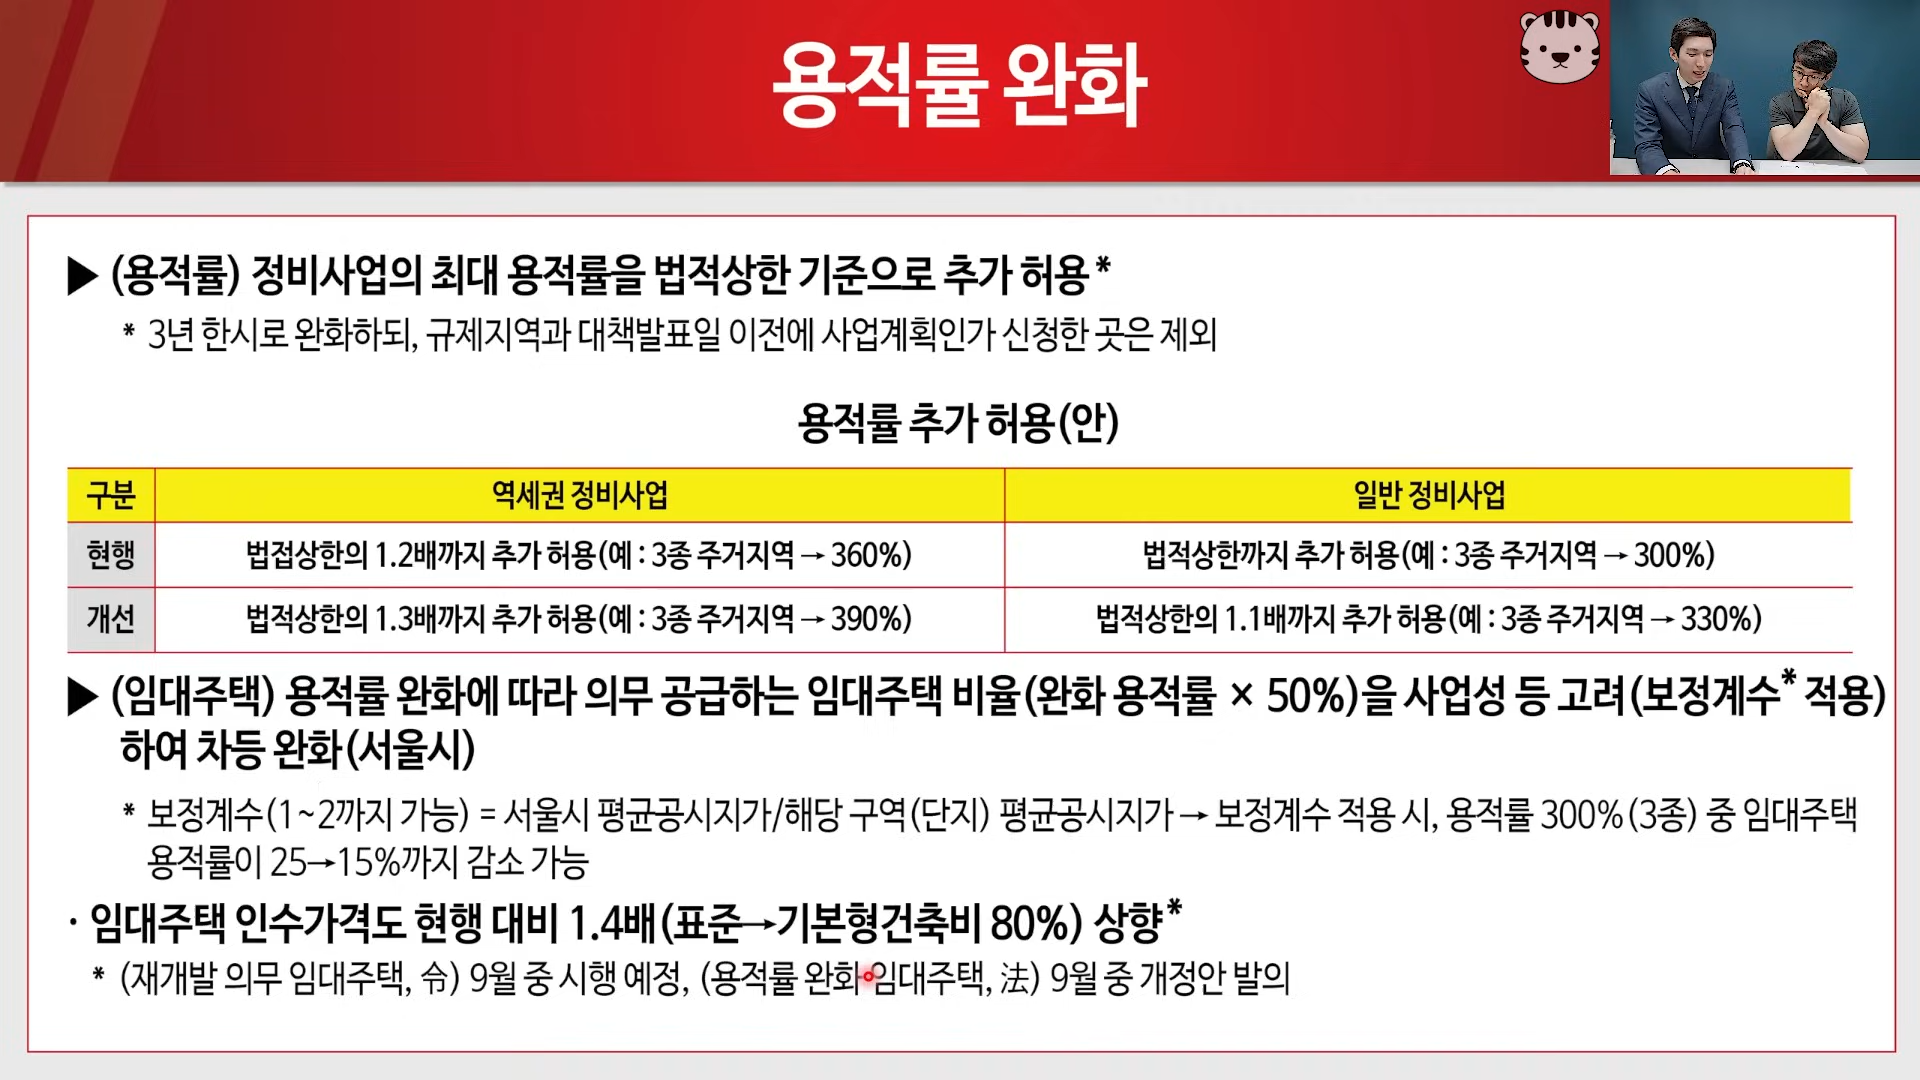 용적률 완화
▶ (용적률) 정비사업의 최대 용적률을 법적상한 기준으로 추가 허용*
* 3년 한시로 완화하되, 규제지역과 대책발표일 이전에 사업계획인가 신청한 곳은 제외
용적률 추가 허용(안)
구분 역세권 정비사업 일반 정비사업
현행 법접상한의 1.2배까지 추가 허용(예 : 3종 주거지역 → 360%) 법적상한까지 추가 허용(예 : 3종 주거지역 → 300%)
개선 법적상한의 1.3배까지 추가 허용(예 : 3종 주거지역 → 390%) 법적상한의 1.1배까지 추가 허용(예 : 3종 주거지역 → 330%)
▶ (임대주택) 용적률 완화에 따라 의무 공급하는 임대주택 비율(완화 용적률 × 50%)을 사업성 등 고려(보정계수* 적용)
하여 차등 완화(서울시)
* 보정계수(1~2까지 가능) = 서울시 평균공시지가/해당 구역(단지) 평균공시지가 → 보정계수 적용 시, 용적률 300%(3종) 중 임대주택
용적률이 25→15%까지 감소 가능
· 임대주택 인수가격도 현행 대비 1.4배(표준→기본형건축비 80%) 상향*
* (재개발 의무 임대주택, 令) 9월 중 시행 예정, (용적률 완화 임대주택, 法) 9월 중 개정안 발의